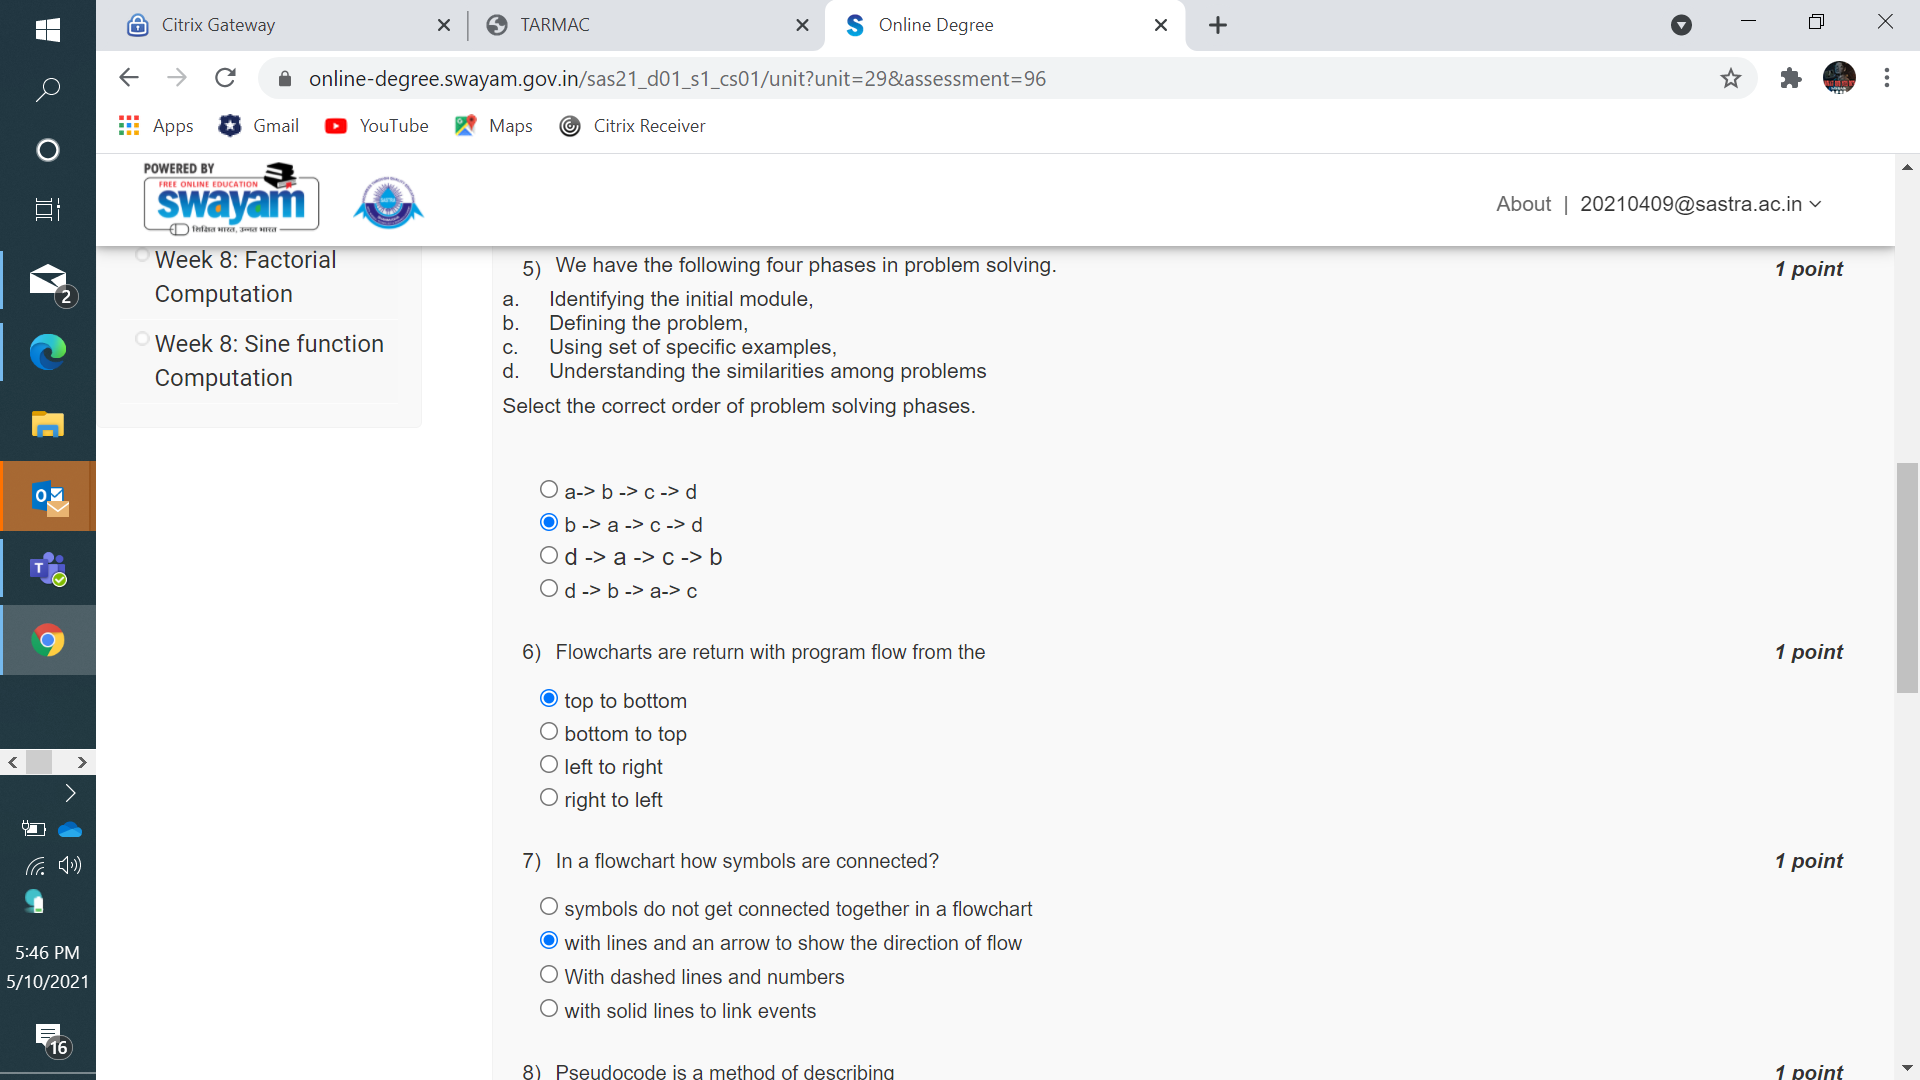 Citrix Gateway
TARMAC
Online Degree
online-degree.swayam.gov.in/sas21_d01_s1_cs01/unit?unit=29&assessment=96
Apps
Gmail
YouTube
Maps
Citrix Receiver
POWERED BY
FREE ONLINE EDUCATION
swayam
शिक्षित भारत, उन्नत भारत
About | 20210409@sastra.ac.in
Week 8: Factorial
Computation
Week 8: Sine function
Computation
5) We have the following four phases in problem solving.
1 point
a. Identifying the initial module,
b. Defining the problem,
c. Using set of specific examples,
d. Understanding the similarities among problems
Select the correct order of problem solving phases.
a-> b -> c -> d
b -> a -> c -> d
d -> a -> c -> b
d -> b -> a-> c
6) Flowcharts are return with program flow from the
1 point
top to bottom
bottom to top
left to right
right to left
7) In a flowchart how symbols are connected?
1 point
symbols do not get connected together in a flowchart
with lines and an arrow to show the direction of flow
With dashed lines and numbers
with solid lines to link events
8) Pseudocode is a method of describing
1 point
2
5:46 PM
5/10/2021
16